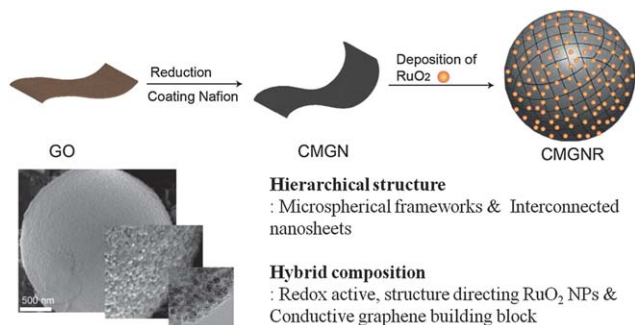 Reduction
Coating Nafion
Deposition of
RuO₂
GO
CMGN
CMGNR
500 nm
Hierarchical structure
: Microspherical frameworks & Interconnected
nanosheets
Hybrid composition
: Redox active, structure directing RuO₂ NPs &
Conductive graphene building block